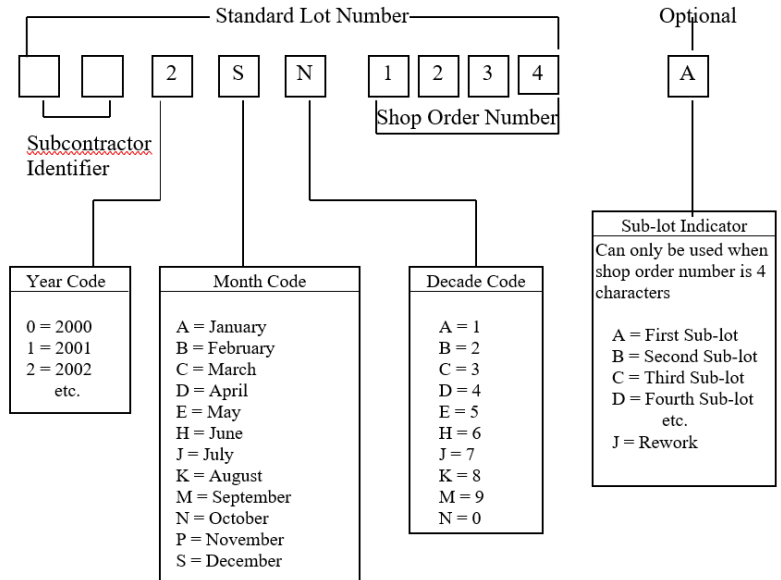 Standard Lot Number
Optional
2 S N 1 2 3 4 A
Shop Order Number
Subcontractor
Identifier
Year Code
0 = 2000
1 = 2001
2 = 2002
etc.
Month Code
A = January
B = February
C = March
D = April
E = May
H = June
J = July
K = August
M = September
N = October
P = November
S = December
Decade Code
A = 1
B = 2
C = 3
D = 4
E = 5
H = 6
J = 7
K = 8
M = 9
N = 0
Sub-lot Indicator
Can only be used when
shop order number is 4
characters
A = First Sub-lot
B = Second Sub-lot
C = Third Sub-lot
D = Fourth Sub-lot
etc.
J = Rework